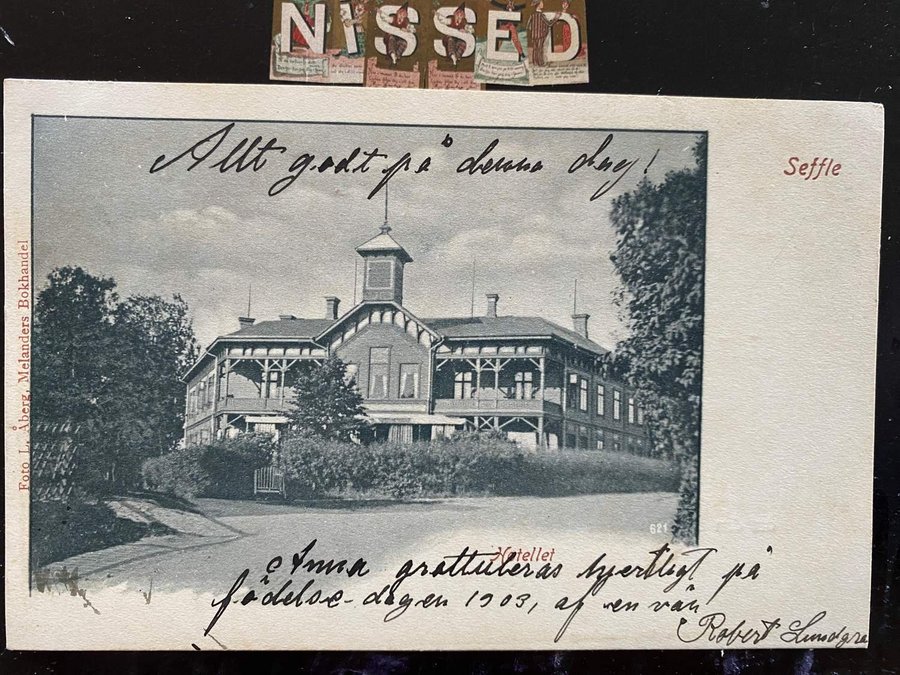 NISSED
Allt godt på denna dag!
Seffle
Foto L. Åberg, Melanders Bokhandel
621
Hotellet
Anna gratuleras hjertligt på
födelse-dagen 1903, af en vän
Robert Lundgre